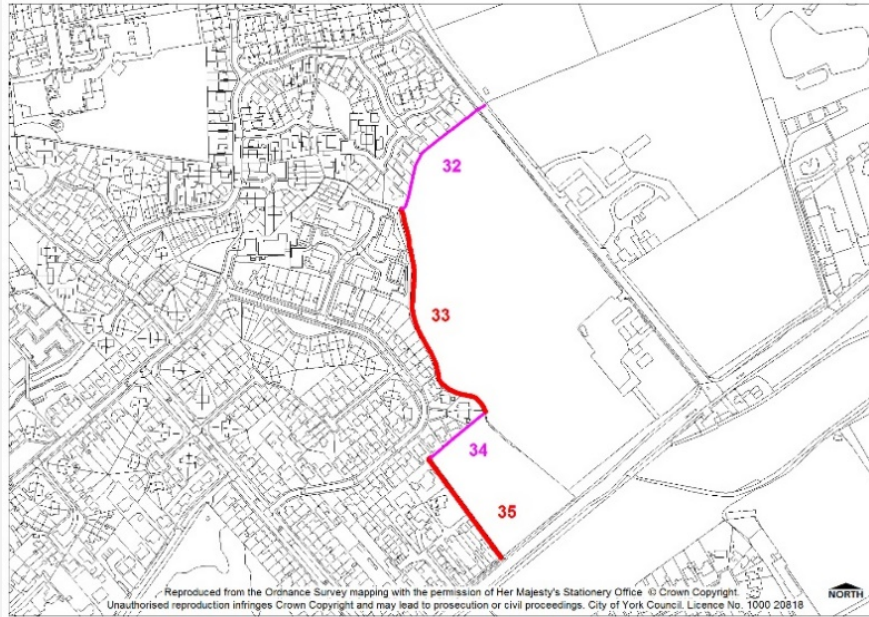 32
33
34
35
Reproduced from the Ordnance Survey mapping with the permission of Her Majesty's Stationery Office © Crown Copyright.
Unauthorised reproduction infringes Crown Copyright and may lead to prosecution or civil proceedings. City of York Council. Licence No. 1000 20818
NORTH